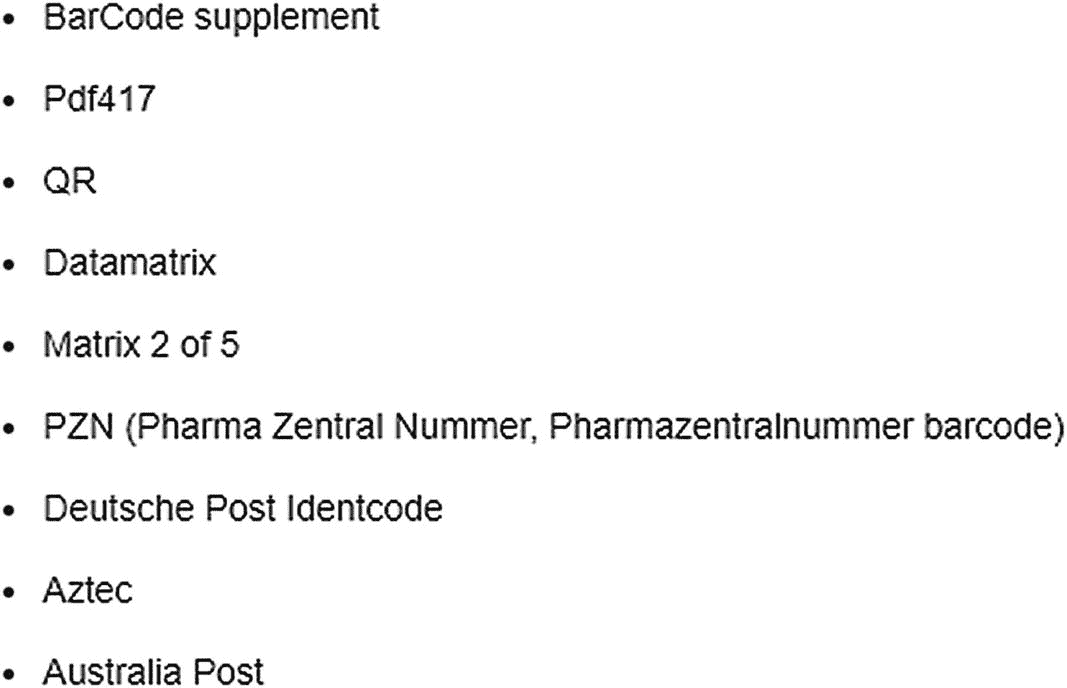 • BarCode supplement
• Pdf417
• QR
• Datamatrix
• Matrix 2 of 5
• PZN (Pharma Zentral Nummer, Pharmazentralnummer barcode)
• Deutsche Post Identcode
• Aztec
• Australia Post